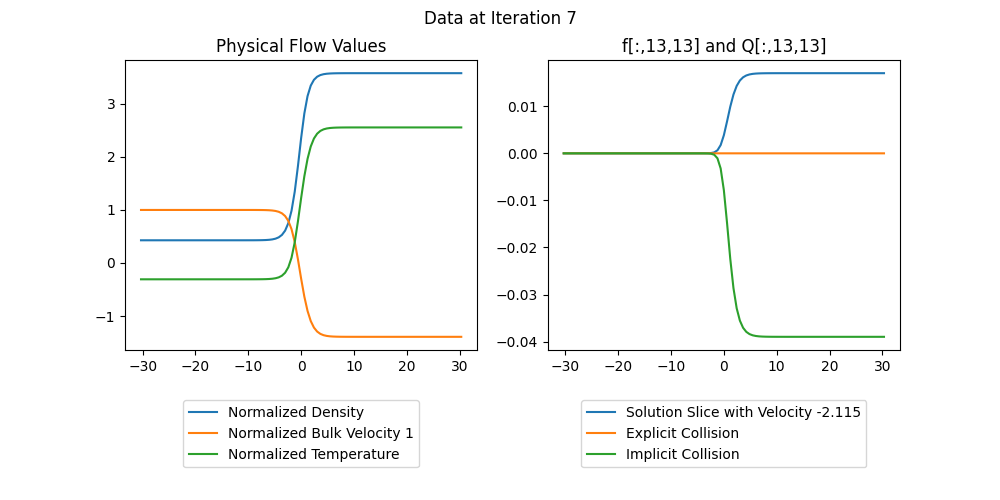 Data at Iteration 7
Physical Flow Values
3
2
1
0
−1
−30
−20
−10
0
10
20
30
Normalized Density
Normalized Bulk Velocity 1
Normalized Temperature
f[:,13,13] and Q[:,13,13]
0.01
0.00
−0.01
−0.02
−0.03
−0.04
−30
−20
−10
0
10
20
30
Solution Slice with Velocity -2.115
Explicit Collision
Implicit Collision